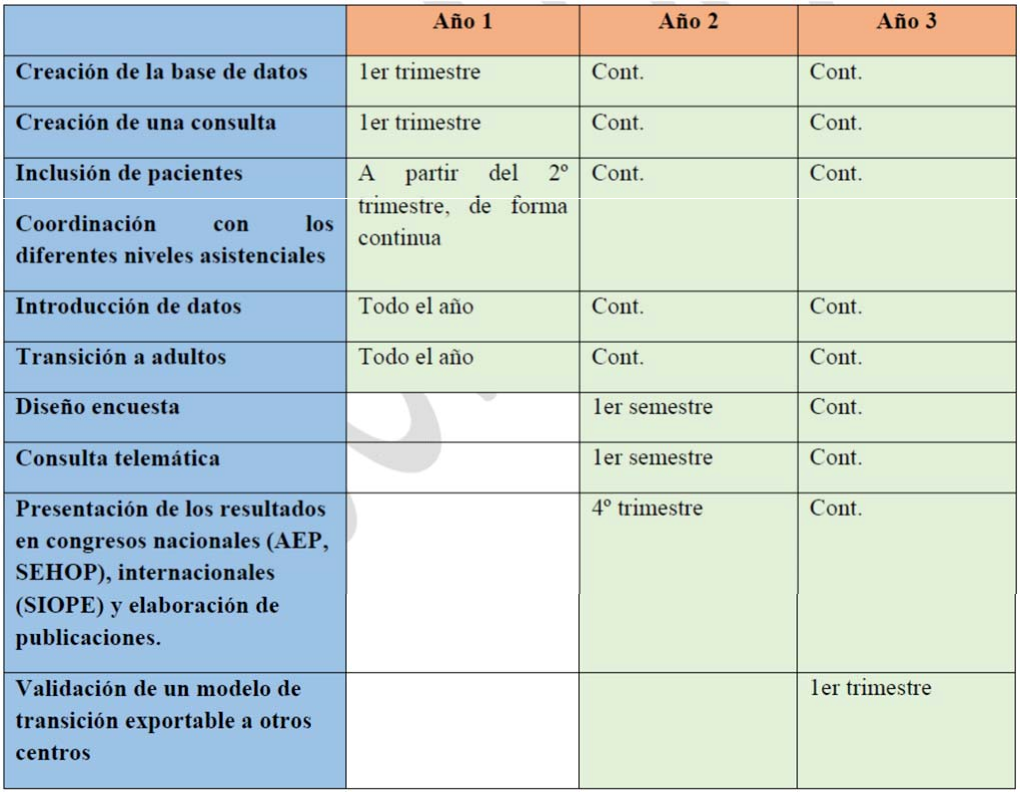 Año 1 Año 2 Año 3
Creación de la base de datos 1er trimestre Cont. Cont.
Creación de una consulta 1er trimestre Cont. Cont.
Inclusión de pacientes A partir del 2º Cont. Cont.
trimestre, de forma
Coordinación con los
continua
diferentes niveles asistenciales
Introducción de datos Todo el año Cont. Cont.
Transición a adultos Todo el año Cont. Cont.
Diseño encuesta 1er semestre Cont.
Consulta telemática 1er semestre Cont.
Presentación de los resultados 4º trimestre Cont.
en congresos nacionales (AEP,
SEHOP), internacionales
(SIOPE) y elaboración de
publicaciones.
Validación de un modelo de 1er trimestre
transición exportable a otros
centros